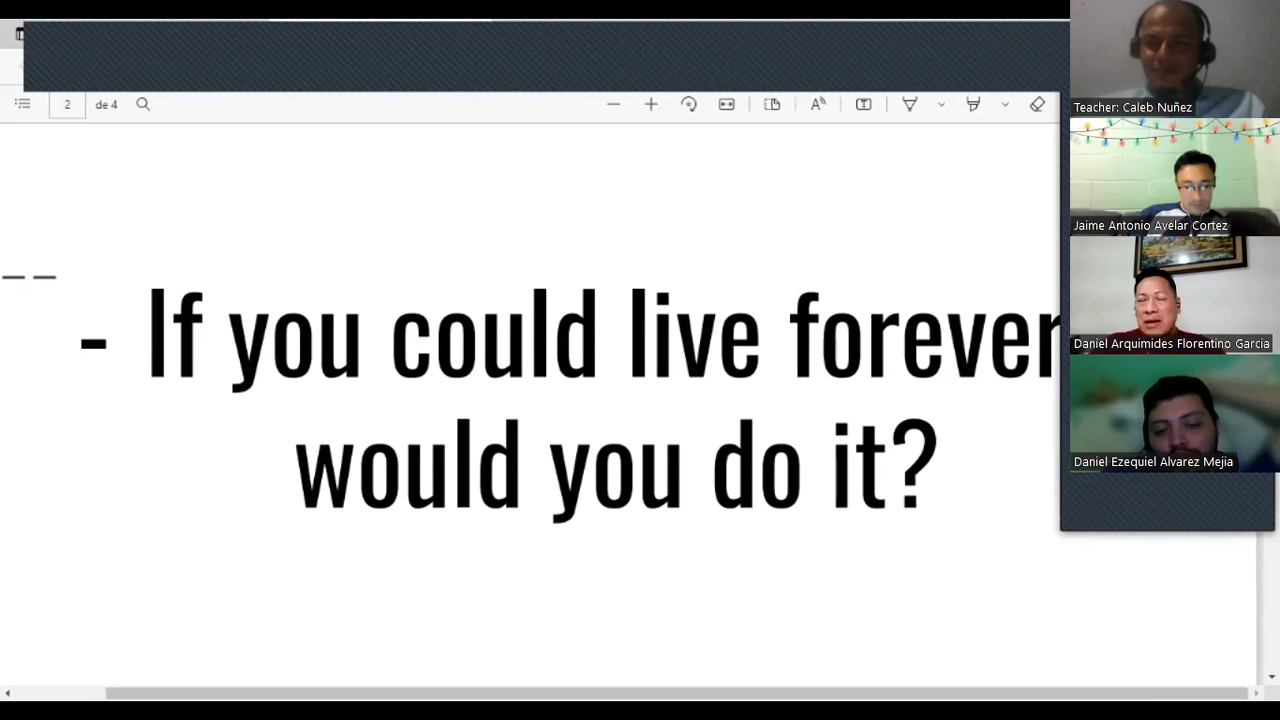 2 de 4
- If you could live forever
would you do it?
Teacher: Caleb Nuñez
Jaime Antonio Avelar Cortez
Daniel Arquimides Florentino Garcia
Daniel Ezequiel Alvarez Mejia